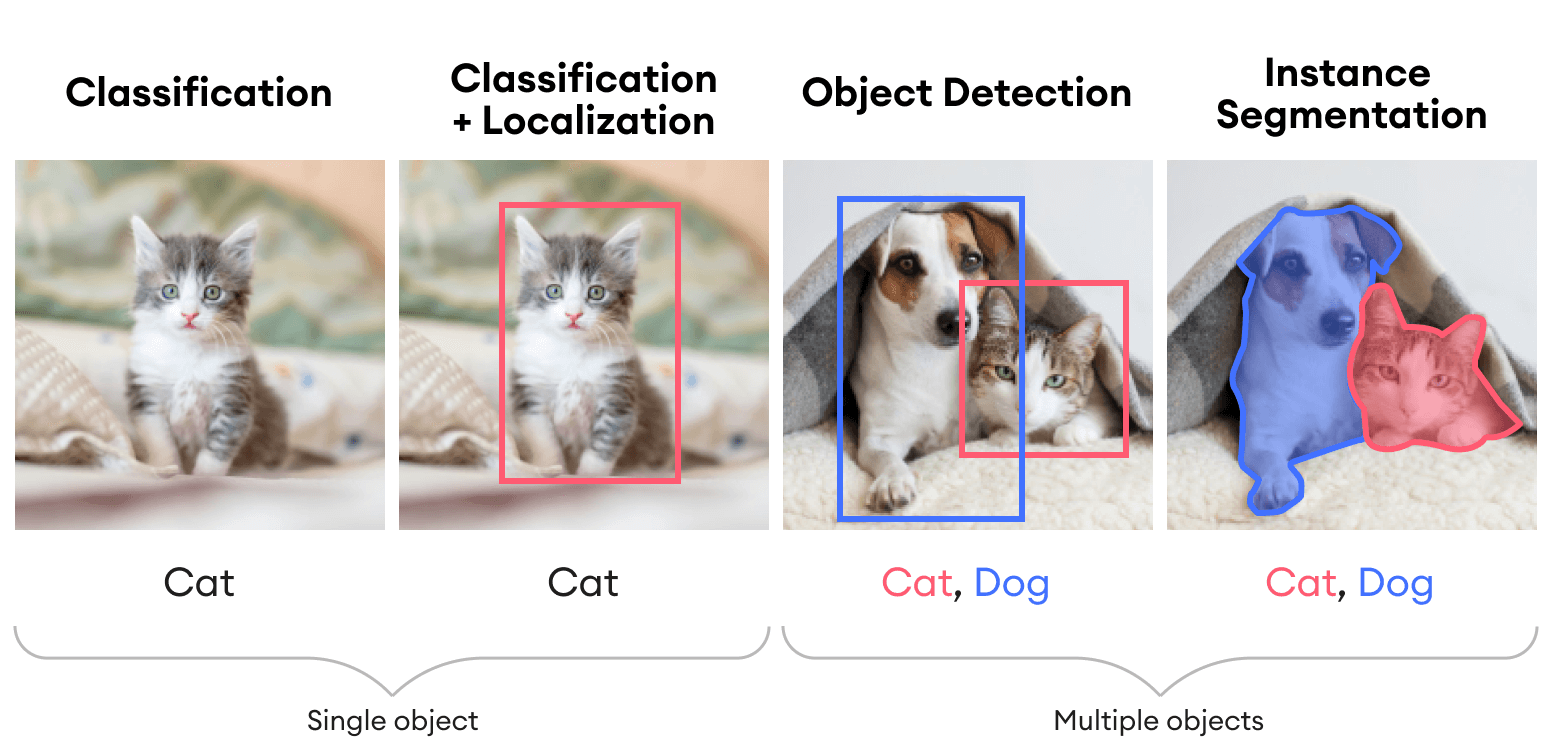 Classification
Classification
+ Localization
Object Detection
Instance
Segmentation
Cat
Cat
Cat, Dog
Cat, Dog
Single object
Multiple objects